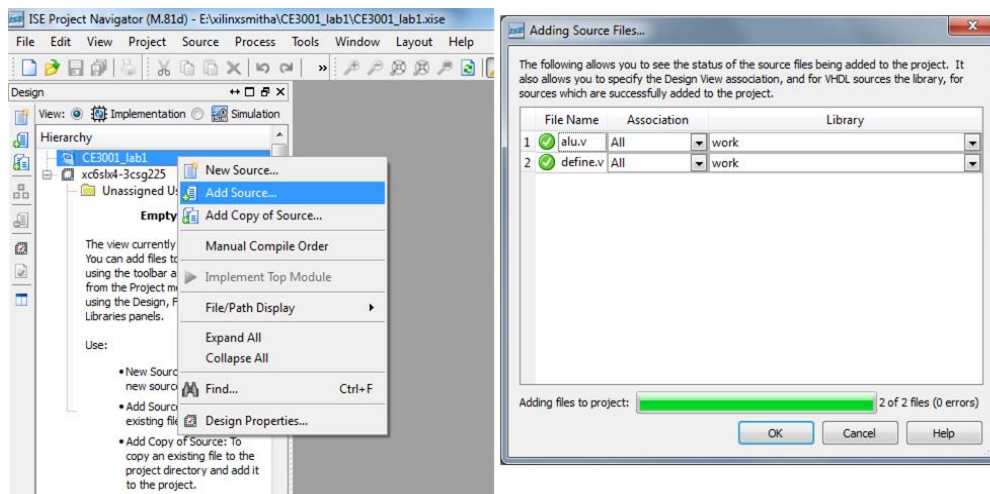 ISE Project Navigator (M.81d) - E:\xilinxsmitha\CE3001_lab1\CE3001_lab1.xise
File Edit View Project Source Process Tools Window Layout Help
»
Design
View: Implementation Simulation
Hierarchy
CE3001_lab1
xc6slx4-3csg225
Unassigned
Empty
The view currently
You can add files
using the toolbar
from the Project
using the Design,
Libraries panels.
Use:
•New
new
•Add
existing
•Add Copy of Source: To
copy an existing file to the
project directory and add it
to the project.
New Source...
Add Source...
Add Copy of Source...
Manual Compile Order
Implement Top Module
File/Path Display
Expand All
Collapse All
Find... Ctrl+F
Design Properties...
Adding Source Files...
The following allows you to see the status of the source files being added to the project. It
also allows you to specify the Design View association, and for VHDL sources the library, for
sources which are successfully added to the project.
File Name Association Library
1 alu.v All work
2 define.v All work
Adding files to project: 2 of 2 files (0 errors)
OK Cancel Help